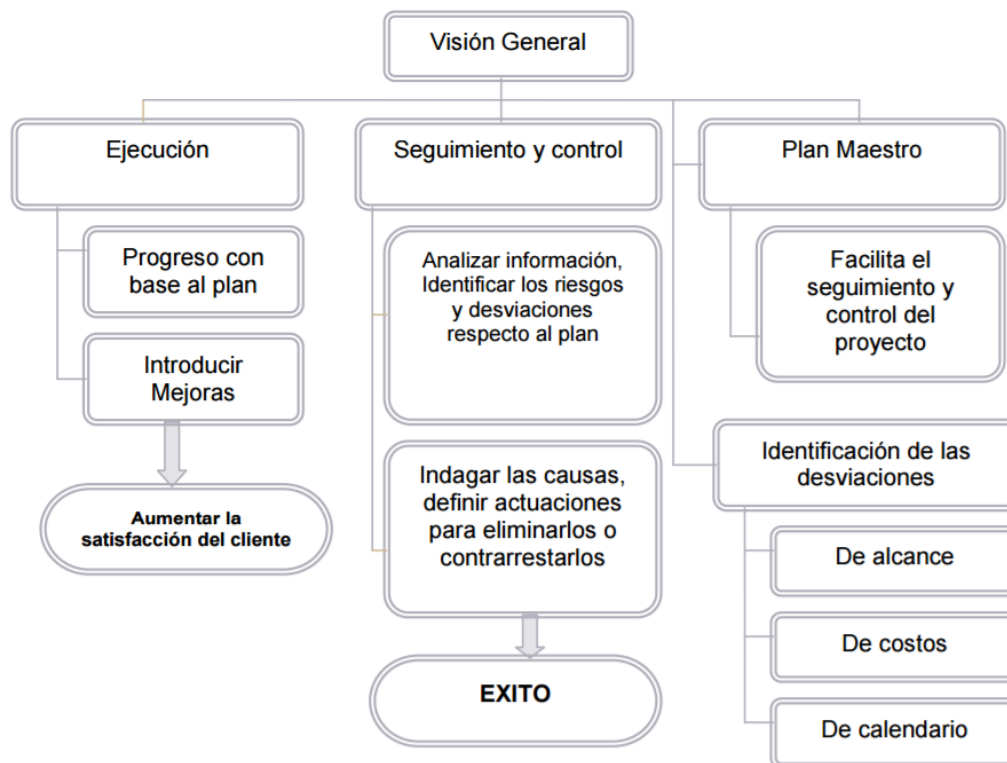 Visión General
Ejecución
Progreso con
base al plan
Introducir
Mejoras
Aumentar la
satisfacción del cliente
Seguimiento y control
Analizar información,
Identificar los riesgos
y desviaciones
respecto al plan
Indagar las causas,
definir actuaciones
para eliminarlos o
contrarrestarlos
EXITO
Plan Maestro
Facilita el
seguimiento y
control del
proyecto
Identificación de las
desviaciones
De alcance
De costos
De calendario